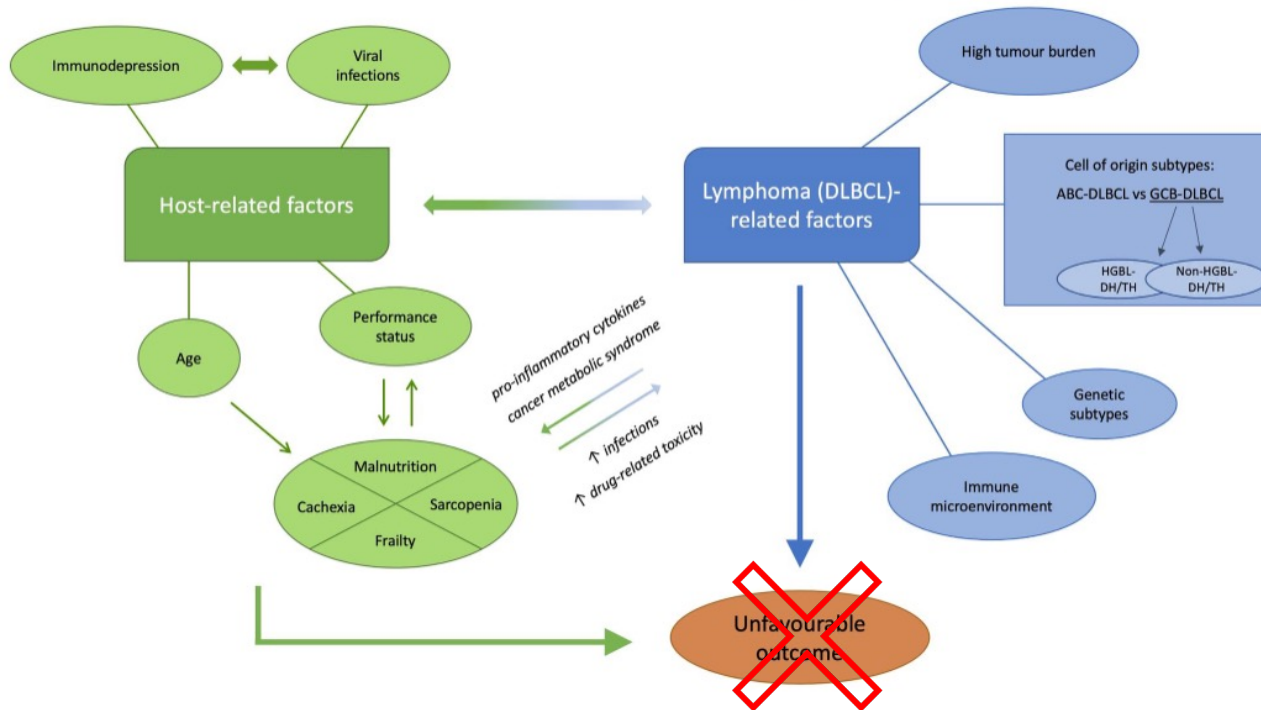 Immunodepression
Viral
infections
High tumour burden
Host-related factors
Lymphoma (DLBCL)-
related factors
Cell of origin subtypes:
ABC-DLBCL vs GCB-DLBCL
HGBL-
DH/TH
Non-HGBL-
DH/TH
Age
Performance
status
pro-inflammatory cytokines
cancer metabolic syndrome
↑ infections
↑ drug-related toxicity
Genetic
subtypes
Malnutrition
Cachexia
Sarcopenia
Frailty
Immune
microenvironment
Unfavourable
outcome